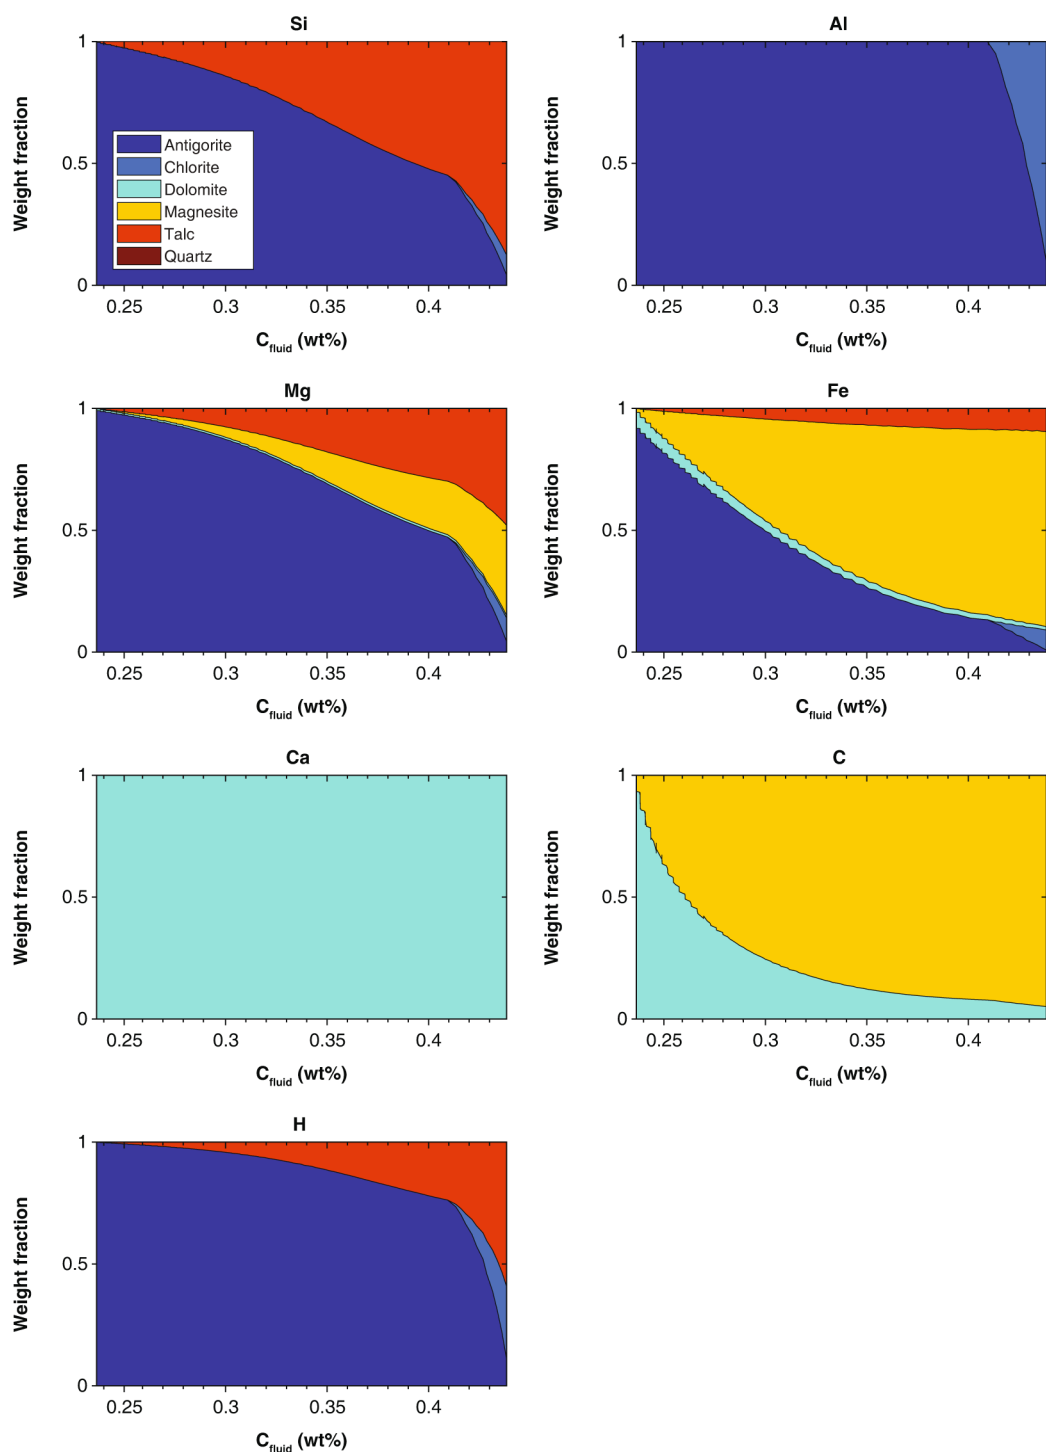 Si
Weight fraction
1
0.5
0
Antigorite
Chlorite
Dolomite
Magnesite
Talc
Quartz
0.25 0.3 0.35 0.4
Cfluid (wt%)
Al
Weight fraction
1
0.5
0
0.25 0.3 0.35 0.4
Cfluid (wt%)
Mg
Weight fraction
1
0.5
0
0.25 0.3 0.35 0.4
Cfluid (wt%)
Fe
Weight fraction
1
0.5
0
0.25 0.3 0.35 0.4
Cfluid (wt%)
Ca
Weight fraction
1
0.5
0
0.25 0.3 0.35 0.4
Cfluid (wt%)
C
Weight fraction
1
0.5
0
0.25 0.3 0.35 0.4
Cfluid (wt%)
H
Weight fraction
1
0.5
0
0.25 0.3 0.35 0.4
Cfluid (wt%)